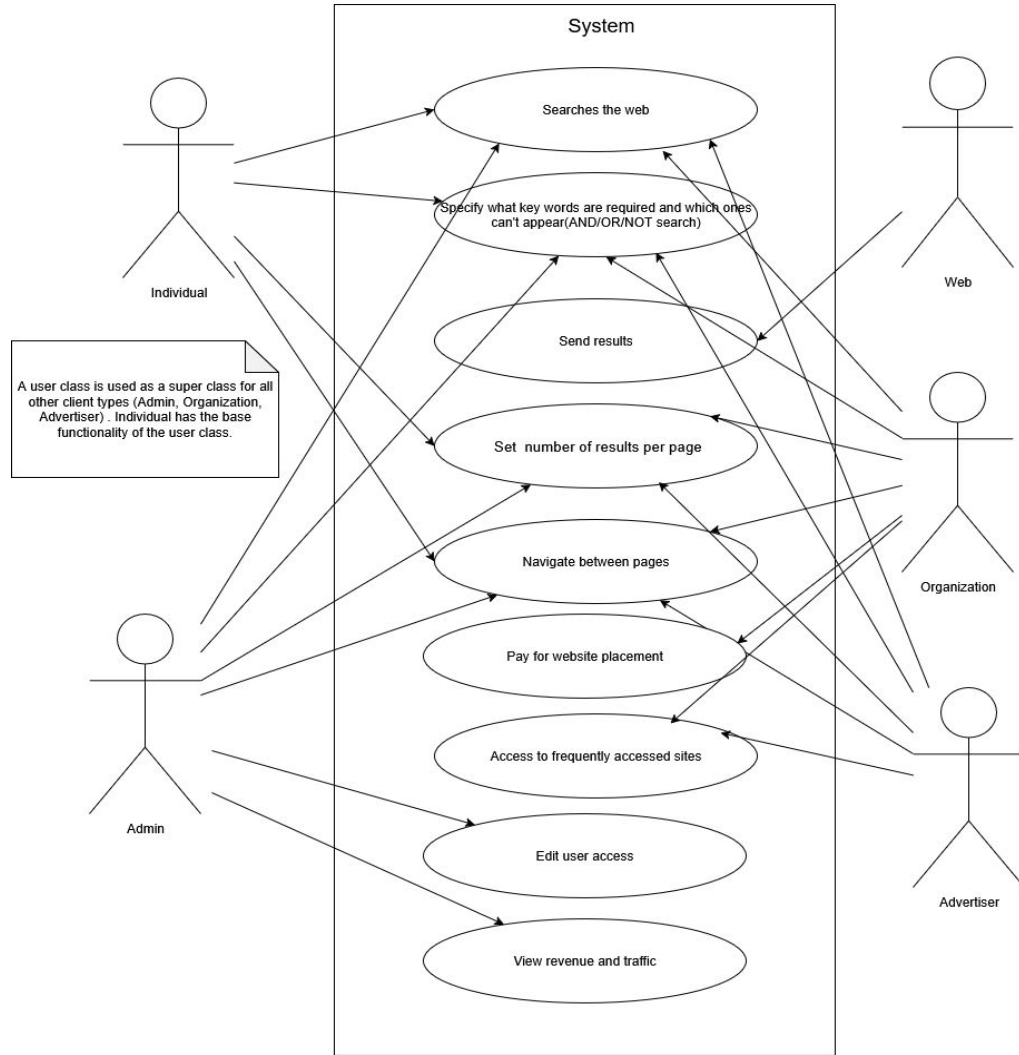 System
Searches the web
Specify what key words are required and which ones
can't appear(AND/OR/NOT search)
Individual
Web
Send results
A user class is used as a super class for all
other client types (Admin, Organization,
Advertiser) . Individual has the base
functionality of the user class.
Set number of results per page
Navigate between pages
Organization
Pay for website placement
Access to frequently accessed sites
Admin
Edit user access
Advertiser
View revenue and traffic